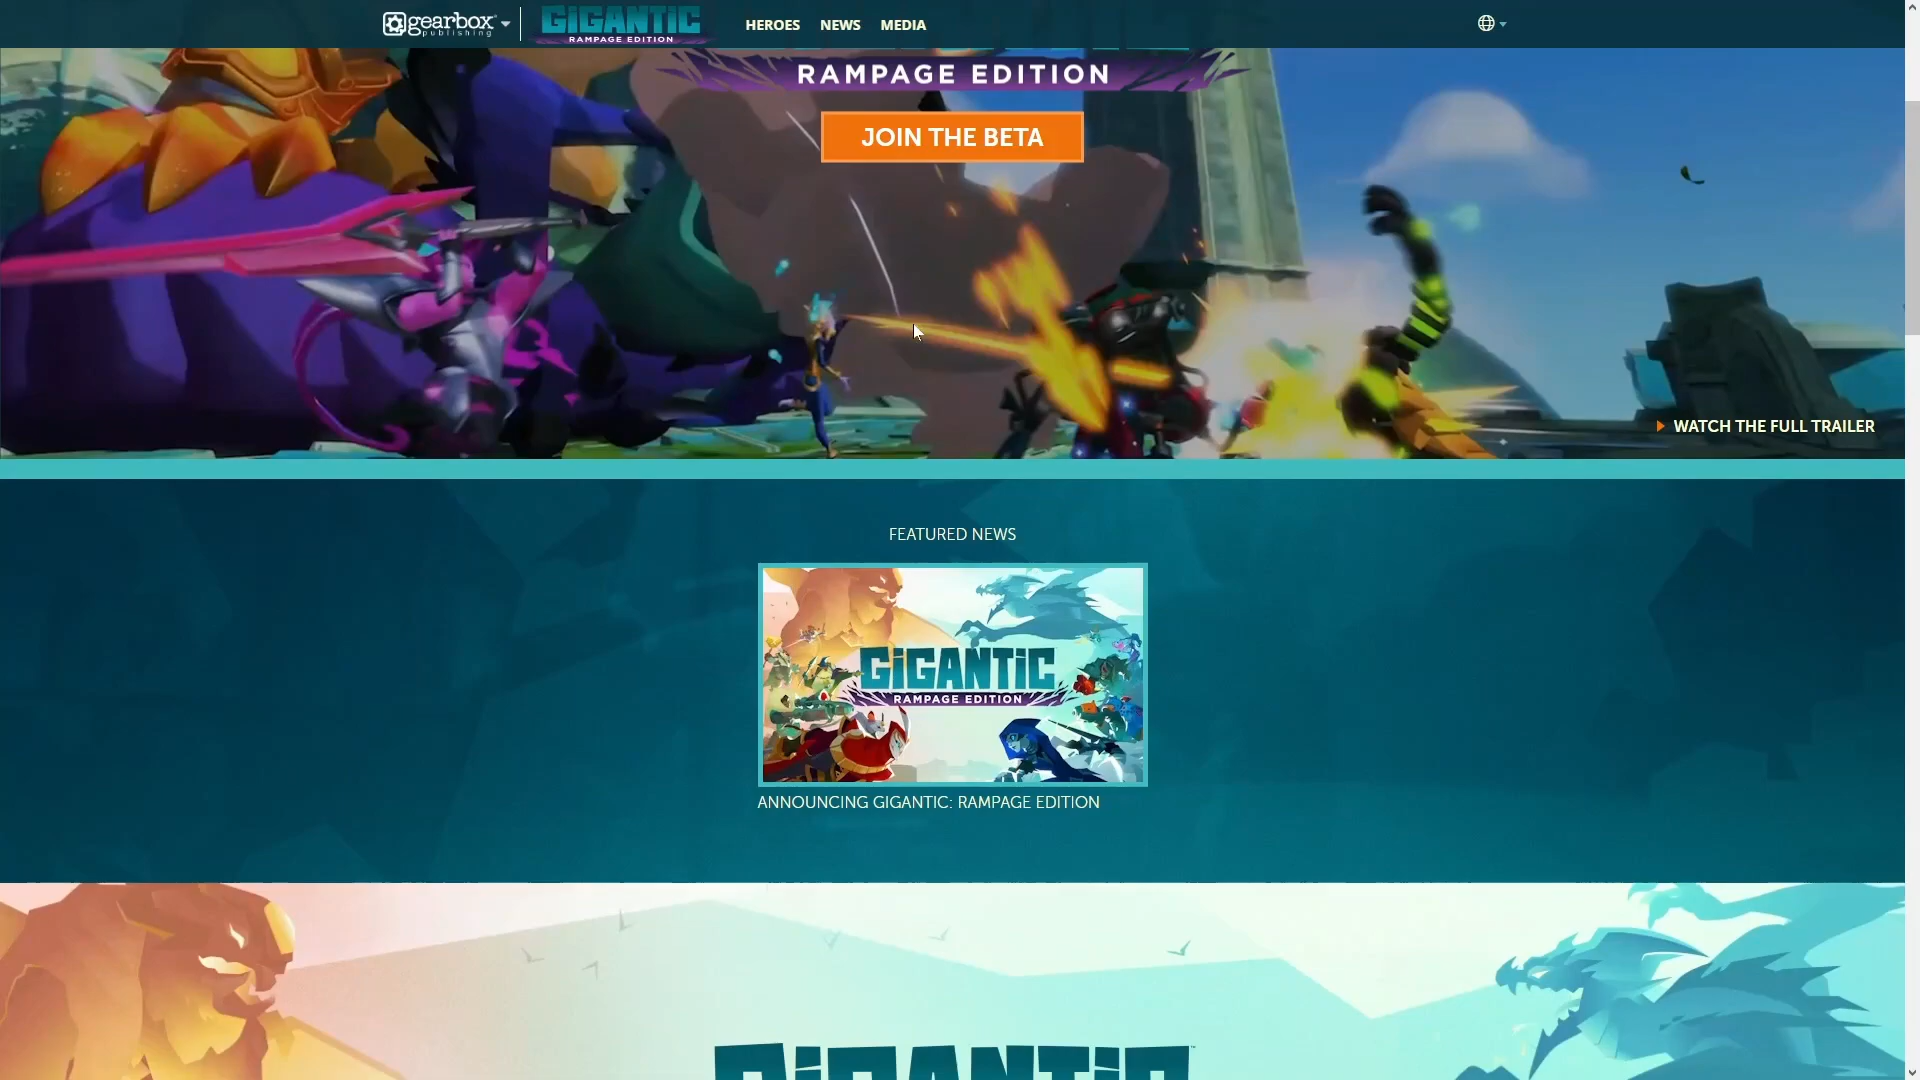 gearbox
publishing
GIGANTIC
RAMPAGE EDITION
HEROES
NEWS
MEDIA
RAMPAGE EDITION
JOIN THE BETA
WATCH THE FULL TRAILER
FEATURED NEWS
GIGANTIC
RAMPAGE EDITION
ANNOUNCING GIGANTIC: RAMPAGE EDITION
GIGANTIC